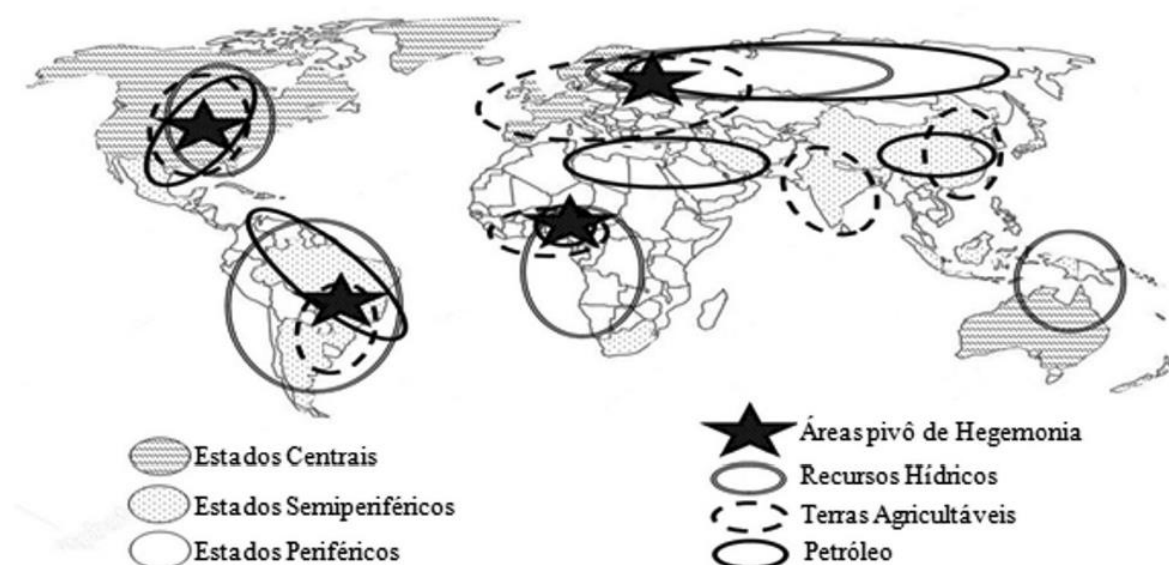 Estados Centrais
Estados Semiperiféricos
Estados Periféricos
Áreas pivô de Hegemonia
Recursos Hídricos
Terras Agricultáveis
Petróleo